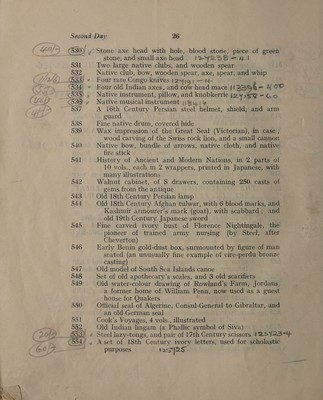 Second Day 26
530 Stone axe head with hole, blood stone, piece of green
stone, and small axe head
531 Two large native clubs, and wooden spear
532 Native club, bow, wooden spear, axe, spear, and whip
533 Four rare Congo knives
534 Four old Indian axes, and cow head mace
535 Native instrument, pillow, and knobkerrie
536 Native musical instrument
537 A 16th Century Persian steel helmet, shield, and arm
guard
538 Fine native drum, covered hide
539 Wax impression of the Great Seal (Victorian), in case;
wood carving of the Swiss rock lion, and a small cannon
540 Native bow, bundle of arrows, native cloth, and native
fire stick
541 History of Ancient and Modern Nations, in 2 parts of
10 vols., each in 2 wrappers, printed in Japanese, with
many illustrations
542 Walnut cabinet, of 8 drawers, containing 250 casts of
gems from the antique
543 Old 18th Century Persian lamp
544 Old 18th Century Afghan tulwar, with 6 blood marks, and
Kashmir armourer's mark (goat), with scabbard; and
old 19th Century Japanese sword
545 Fine carved ivory bust of Florence Nightingale, the
pioneer of trained army nursing (by Steel, after
Cheverton)
546 Early Benin gold-dust box, surmounted by figure of man
seated (an unusually fine example of cire-perdu bronze
casting)
547 Old model of South Sea Islands canoe
548 Set of old apothecary's scales, and 3 old scarifiers
549 Old water-colour drawing of Rowland's Farm, Jordans,
a former home of William Penn, now used as a guest
house for Quakers
550 Official seal of Algerine, Consul-General to Gibraltar, and
an old German seal
551 Cook's Voyages, 4 vols., illustrated
552 Old Indian lingam (a Phallic symbol of Siva)
553 Steel lazy-tongs, and pair of 17th Century scissors
554 A set of 18th Century ivory letters, used for scholastic
purposes